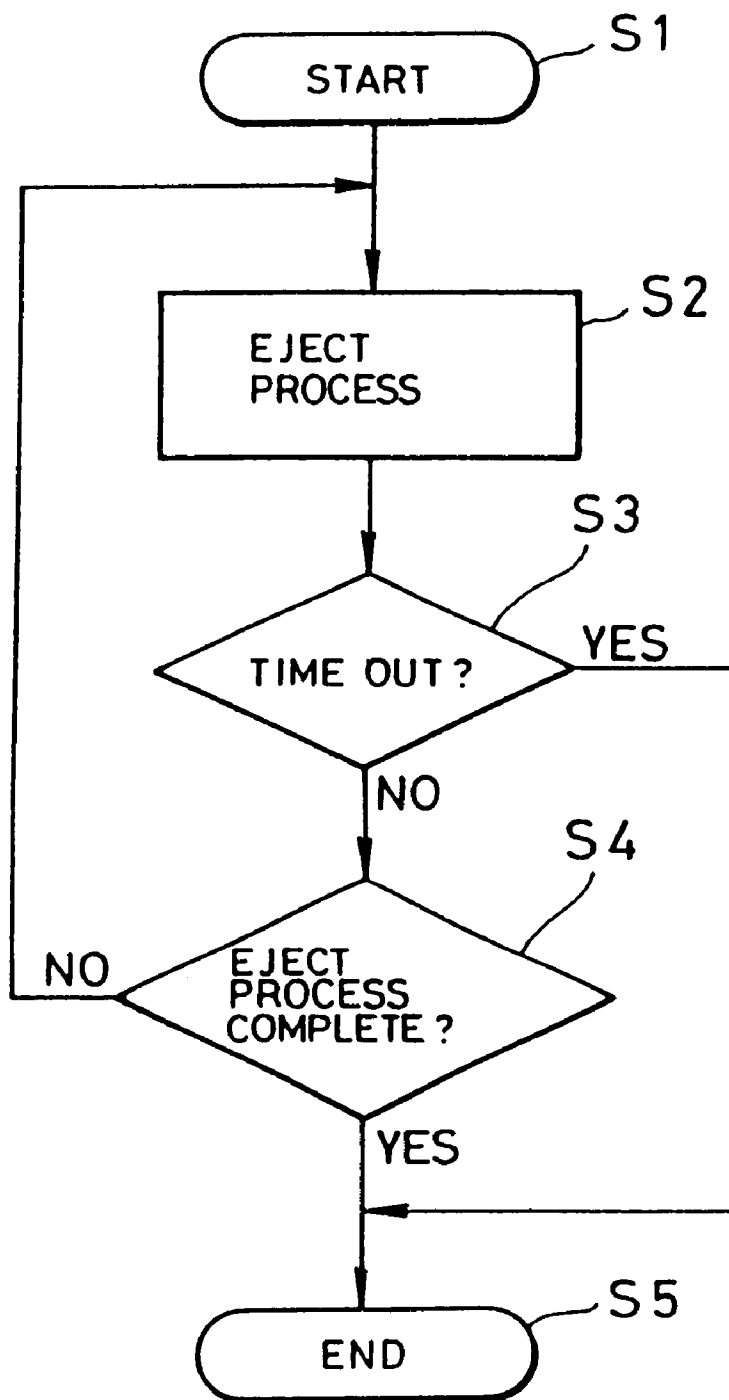 S1
START
S2
EJECT
PROCESS
S3
TIME OUT?
YES
NO
S4
NO
EJECT
PROCESS
COMPLETE?
YES
S5
END